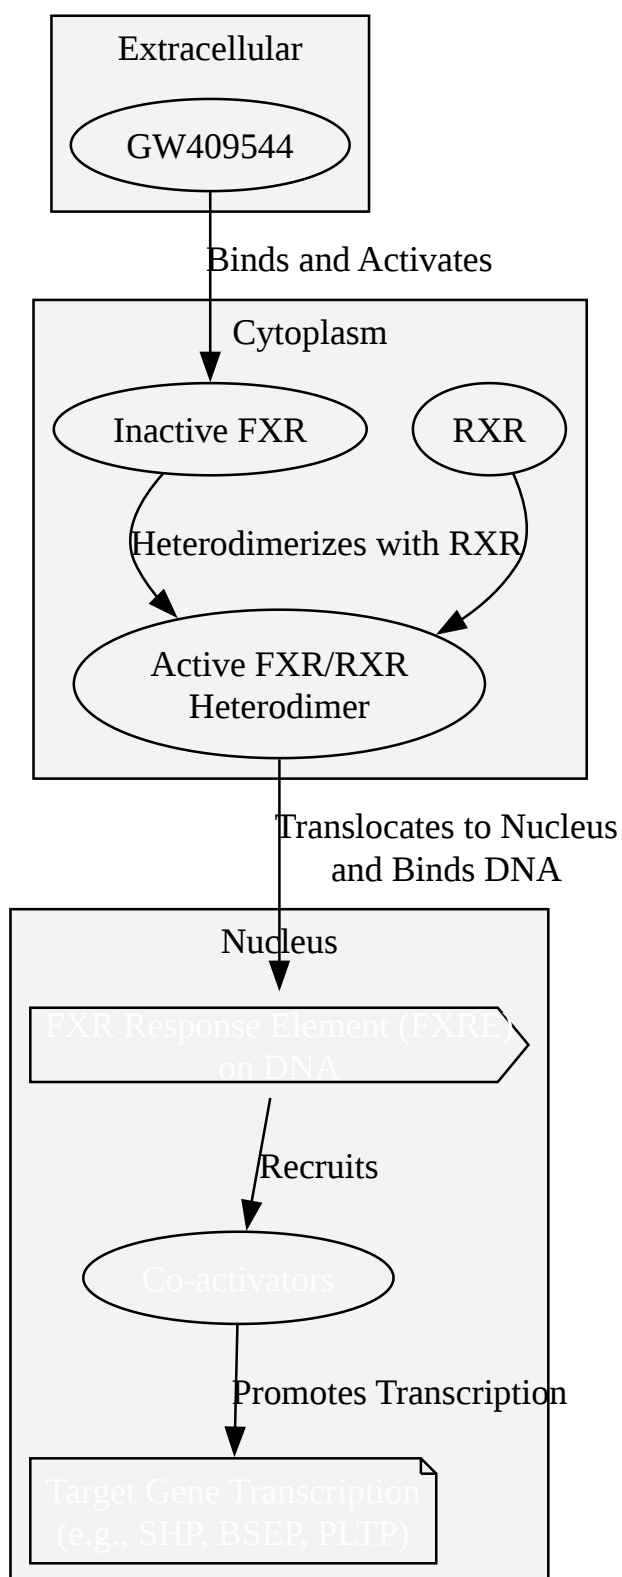 Extracellular
GW409544
Binds and Activates
Cytoplasm
Inactive FXR
RXR
Heterodimerizes with RXR
Active FXR/RXR
Heterodimer
Translocates to Nucleus
and Binds DNA
Nucleus
FXR Response Element (FXRE)
on DNA
Recruits
Co-activators
Promotes Transcription
Target Gene Transcription
(e.g., SHP, BSEP, PLTP)